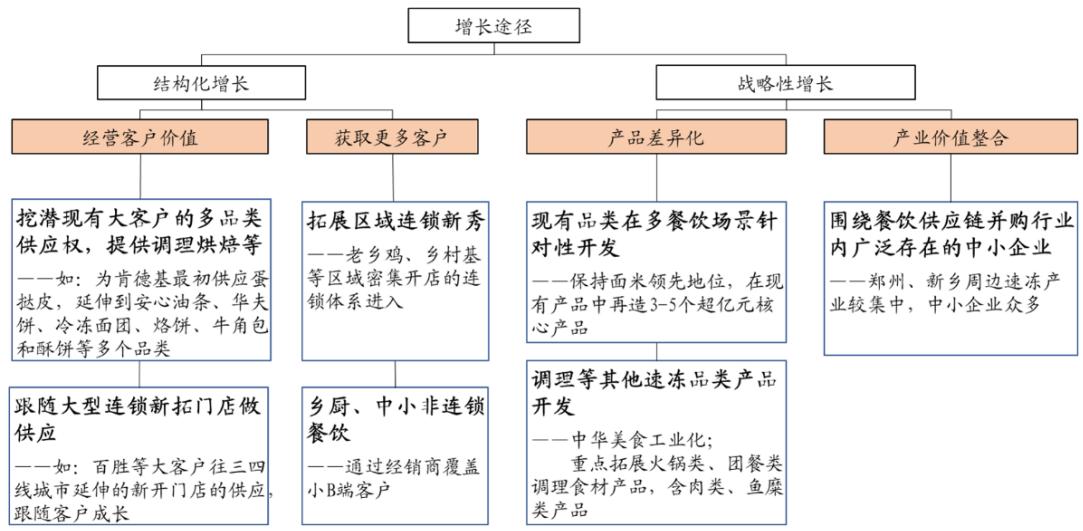 增长途径
结构化增长
战略性增长
经营客户价值
获取更多客户
产品差异化
产业价值整合
挖潜现有大客户的多品类
供应权，提供调理烘焙等
——如：为肯德基最初供应蛋
挞皮，延伸到安心油条、华夫
饼、冷冻面团、烙饼、牛角包
和酥饼等多个品类
跟随大型连锁新拓门店做
供应
——如：百胜等大客户往三四
线城市延伸的新开门店的供应，
跟随客户成长
拓展区域连锁新秀
——老乡鸡、乡村基
等区域密集开店的连
锁体系进入
乡厨、中小非连锁
餐饮
——通过经销商覆盖
小B端客户
现有品类在多餐饮场景针
对性开发
——保持面米领先地位，在现
有产品中再造3-5个超亿元核
心产品
调理等其他速冻品类产品
开发
——中华美食工业化；
重点拓展火锅类、团餐类
调理食材产品，含肉类、鱼糜
类产品
围绕餐饮供应链并购行业
内广泛存在的中小企业
——郑州、新乡周边速冻产
业较集中，中小企业众多